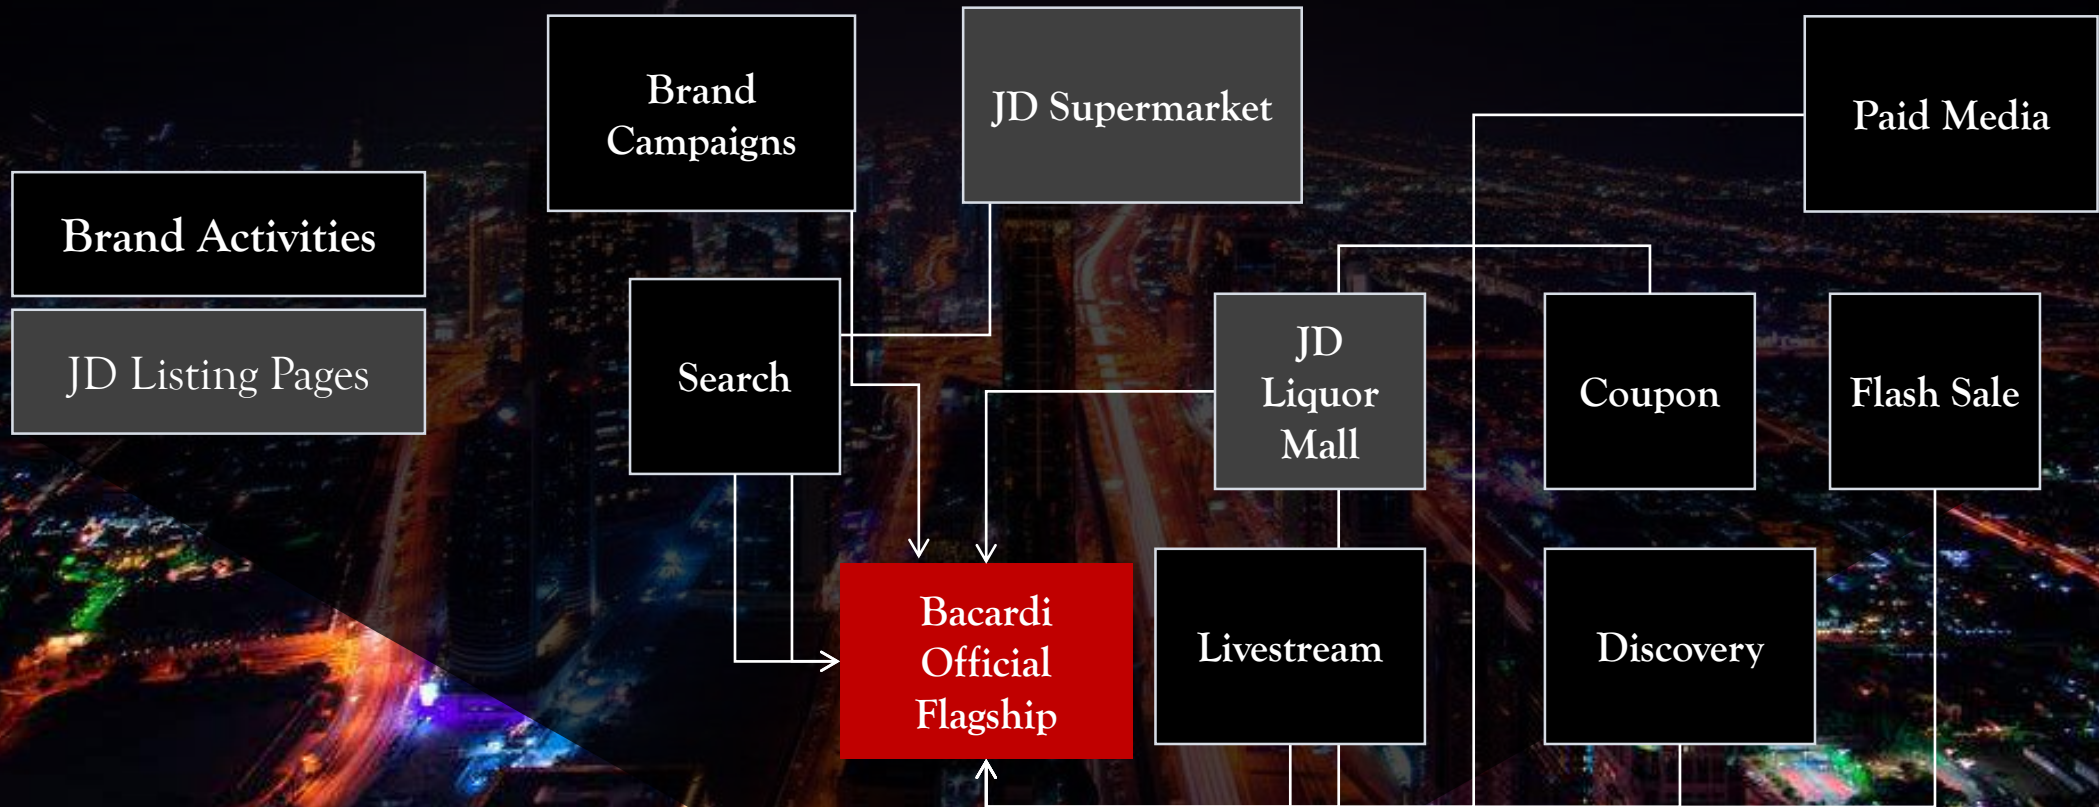 Brand
Campaigns
JD Supermarket
Paid Media
Brand Activities
JD Listing Pages
Search
JD
Liquor
Mall
Coupon
Flash Sale
Bacardi
Official
Flagship
Livestream
Discovery